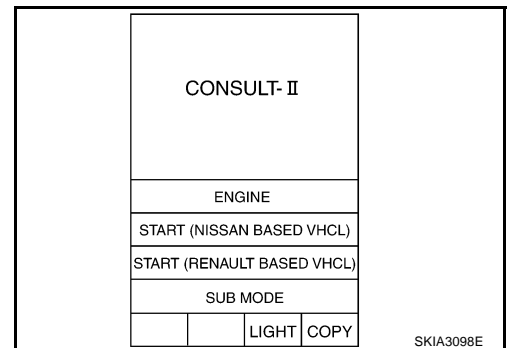 CONSULT-II
ENGINE
START (NISSAN BASED VHCL)
START (RENAULT BASED VHCL)
SUB MODE
LIGHT COPY
SKIA3098E